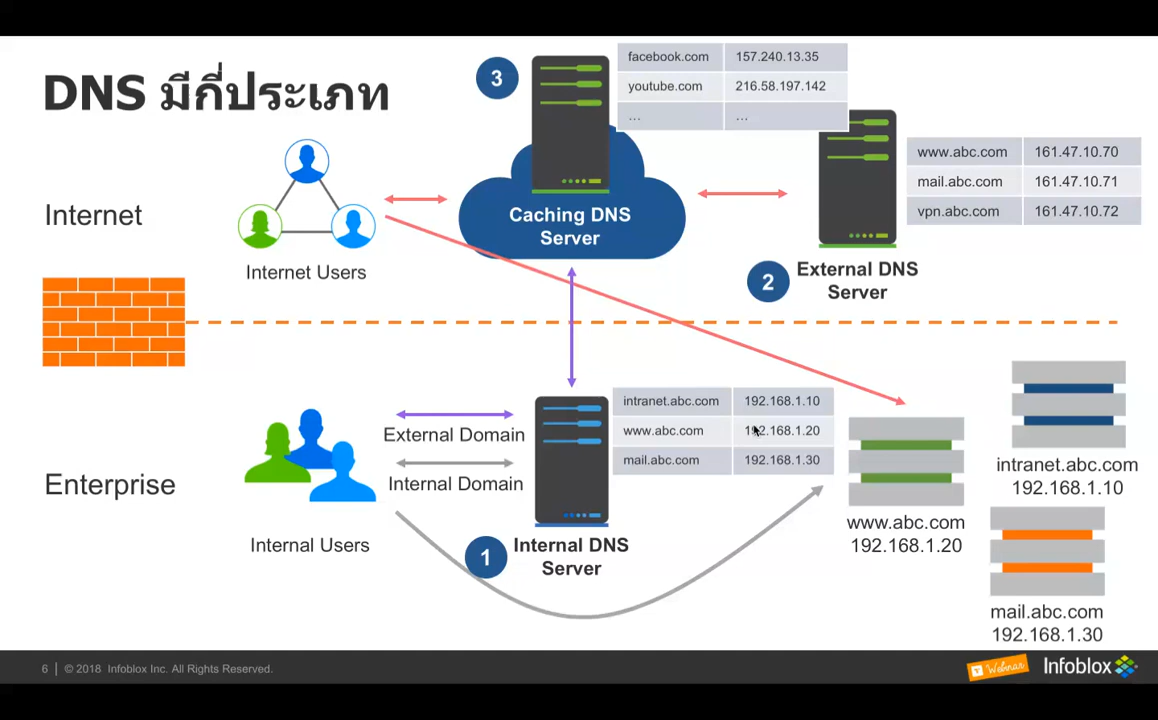 DNS มีกี่ประเภท
3
facebook.com 157.240.13.35
youtube.com 216.58.197.142
... ...
www.abc.com 161.47.10.70
mail.abc.com 161.47.10.71
vpn.abc.com 161.47.10.72
Internet
Internet Users
Caching DNS
Server
2
External DNS
Server
Enterprise
Internal Users
External Domain
Internal Domain
intranet.abc.com 192.168.1.10
www.abc.com 192.168.1.20
mail.abc.com 192.168.1.30
1
Internal DNS
Server
www.abc.com
192.168.1.20
intranet.abc.com
192.168.1.10
mail.abc.com
192.168.1.30
6 | © 2018 Infoblox Inc. All Rights Reserved.
Webinar
Infoblox